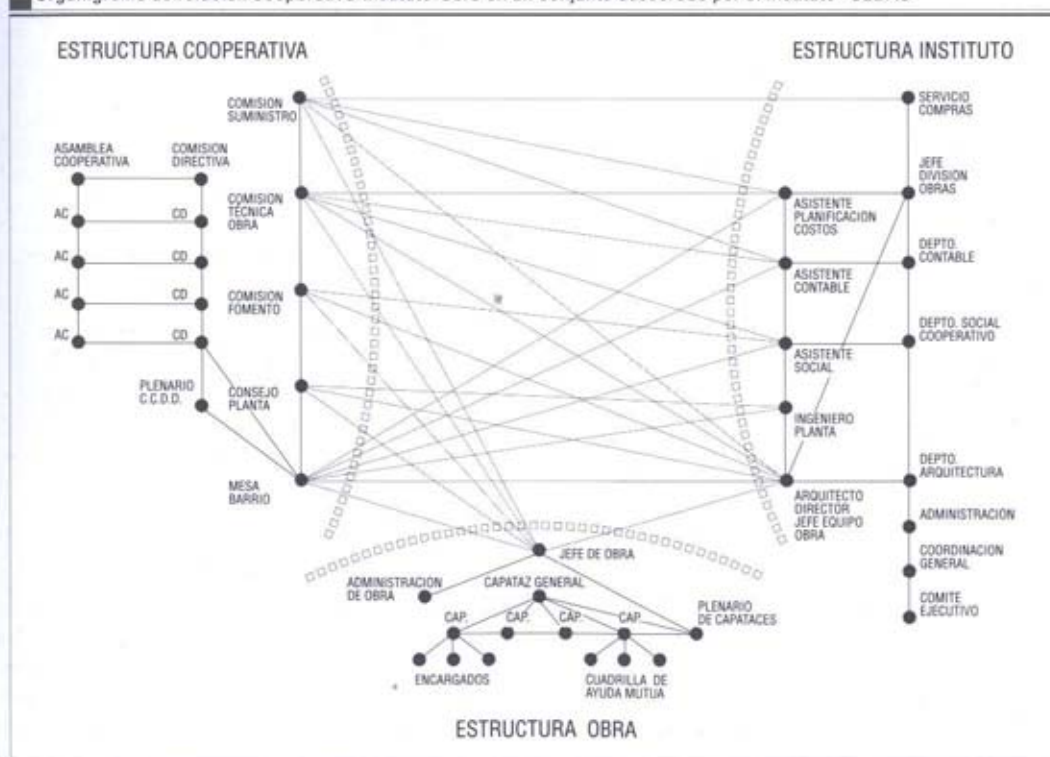 ESTRUCTURA COOPERATIVA
ESTRUCTURA INSTITUTO
COMISION
SUMINISTRO
SERVICIO
COMPRAS
ASAMBLEA
COOPERATIVA
COMISION
DIRECTIVA
JEFE
DIVISION
OBRAS
AC
CD
COMISION
TÉCNICA
OBRA
ASISTENTE
PLANIFICACION
COSTOS
AC
CD
DEPTO.
CONTABLE
ASISTENTE
CONTABLE
AC
CD
COMISION
FOMENTO
DEPTO. SOCIAL
COOPERATIVO
AC
CD
ASISTENTE
SOCIAL
PLENARIO
C.C.D.D.
CONSEJO
PLANTA
INGENIERO
PLANTA
MESA
BARRIO
DEPTO.
ARQUITECTURA
ARQUITECTO
DIRECTOR
JEFE EQUIPO
OBRA
ADMINISTRACION
JEFE DE OBRA
COORDINACION
GENERAL
ADMINISTRACION
DE OBRA
CAPATAZ GENERAL
COMITE
EJECUTIVO
CAP.
CAP.
CAP.
CAP.
PLENARIO
DE CAPATACES
ENCARGADOS
CUADRILLA DE
AYUDA MUTUA
ESTRUCTURA OBRA